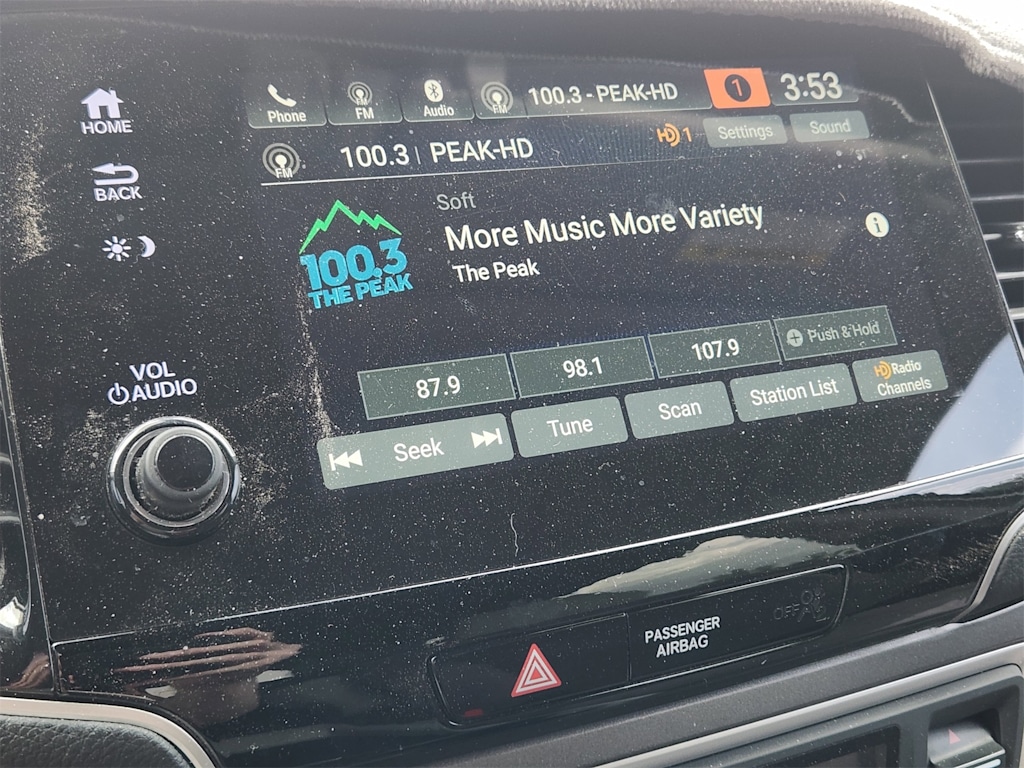 HOME
BACK
VOL
AUDIO
Phone
FM
Audio
FM
100.3 - PEAK-HD
1
3:53
FM
100.3 | PEAK-HD
HD 1
Settings
Sound
100.3
THE PEAK
Soft
More Music More Variety
The Peak
i
87.9
98.1
107.9
Push & Hold
Seek
Tune
Scan
Station List
HD Radio
Channels
PASSENGER
AIRBAG
OFF